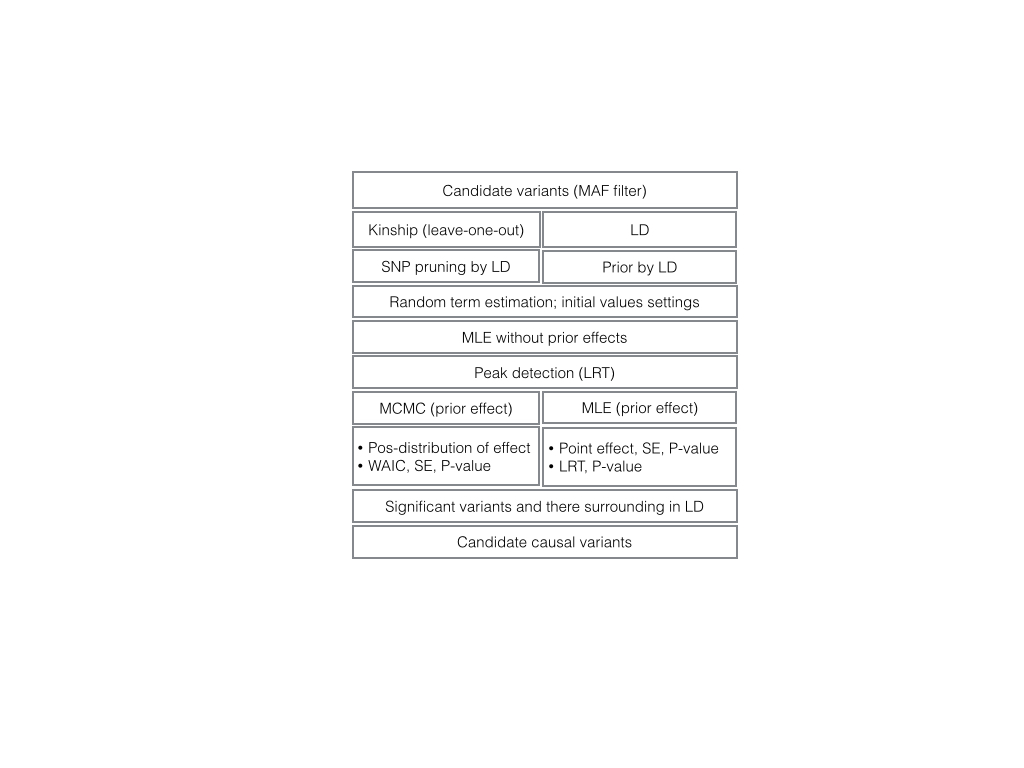 Candidate variants (MAF filter)
Kinship (leave-one-out)
LD
SNP pruning by LD
Prior by LD
Random term estimation; initial values settings
MLE without prior effects
Peak detection (LRT)
MCMC (prior effect)
MLE (prior effect)
• Pos-distribution of effect
• WAIC, SE, P-value
• Point effect, SE, P-value
• LRT, P-value
Significant variants and there surrounding in LD
Candidate causal variants